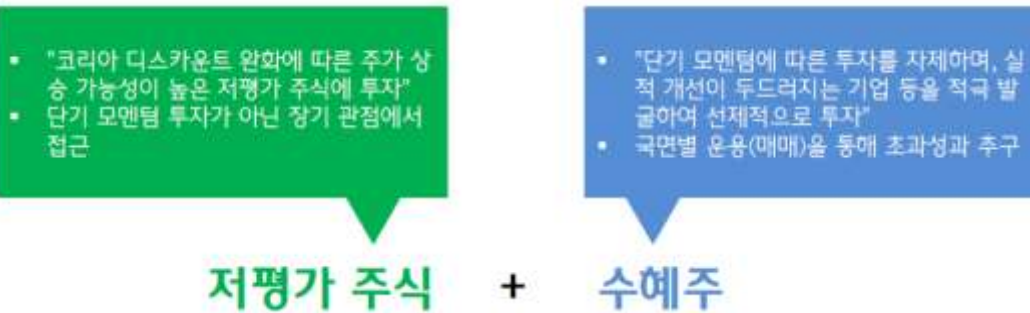 ▪ "코리아 디스카운트 완화에 따른 주가 상
승 가능성이 높은 저평가 주식에 투자"
▪ 단기 모멘텀 투자가 아닌 장기 관점에서
접근
▪ "단기 모멘텀에 따른 투자를 자제하며, 실
적 개선이 두드러지는 기업 등을 적극 발
굴하여 선제적으로 투자"
▪ 국면별 운용(매매)을 통해 초과성과 추구
저평가 주식 + 수혜주